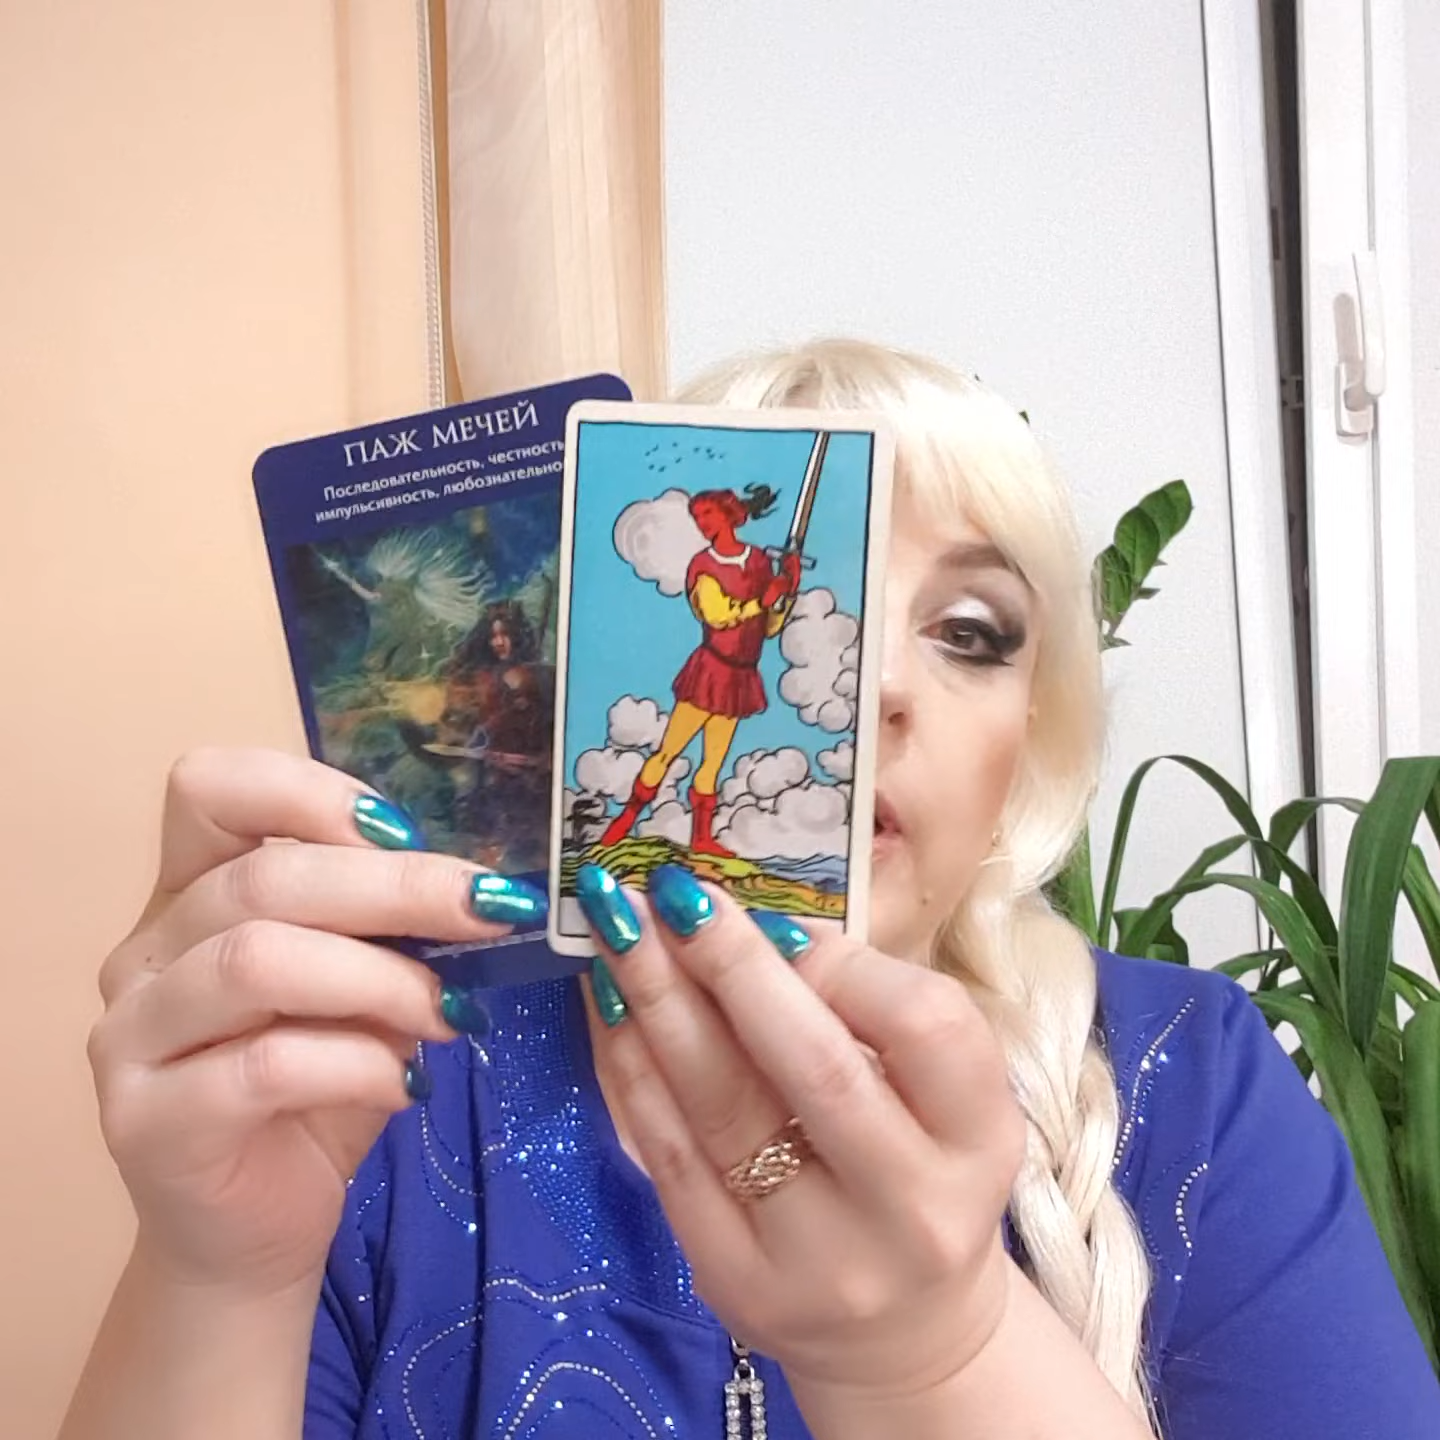 ПАЖ МЕЧЕЙ
Последовательность, честность,
импульсивность, любознательно